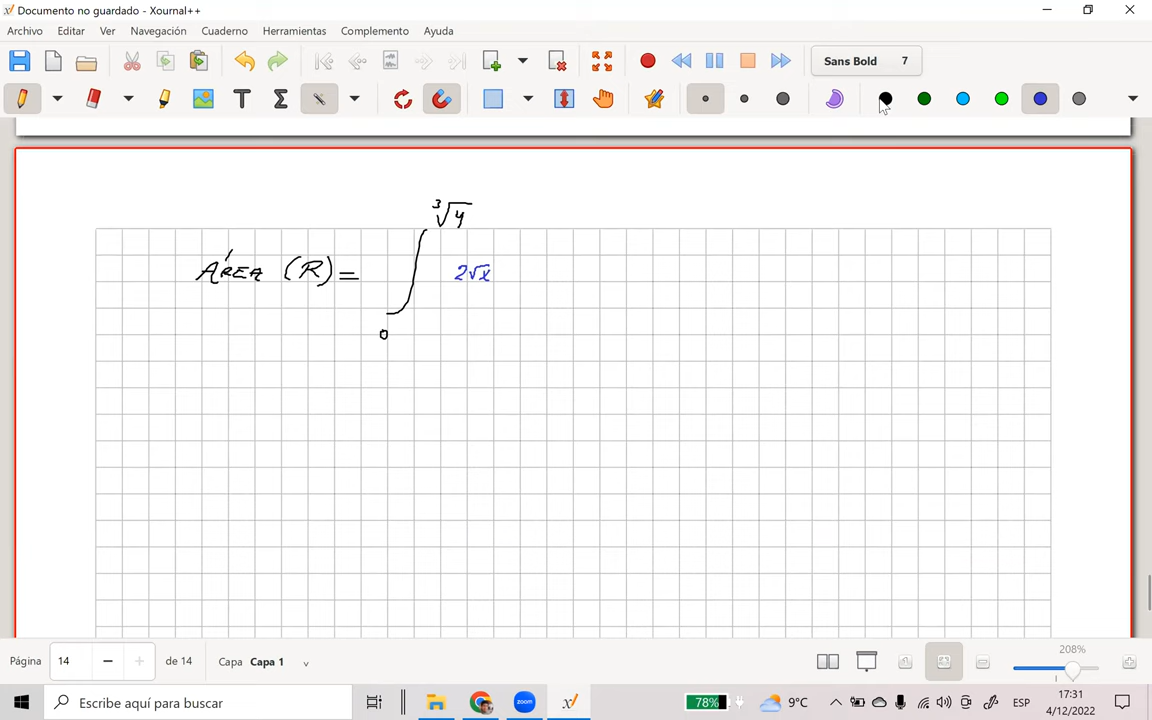 Documento no guardado - Xournal++
Archivo Editar Ver Navegación Cuaderno Herramientas Complemento Ayuda
Sans Bold 7
∛4
ÁREA (R) = ∫ 2√x
0
Página 14 de 14 Capa Capa 1 208%
Escribe aquí para buscar zoom 78% 9°C ESP 17:31
4/12/2022